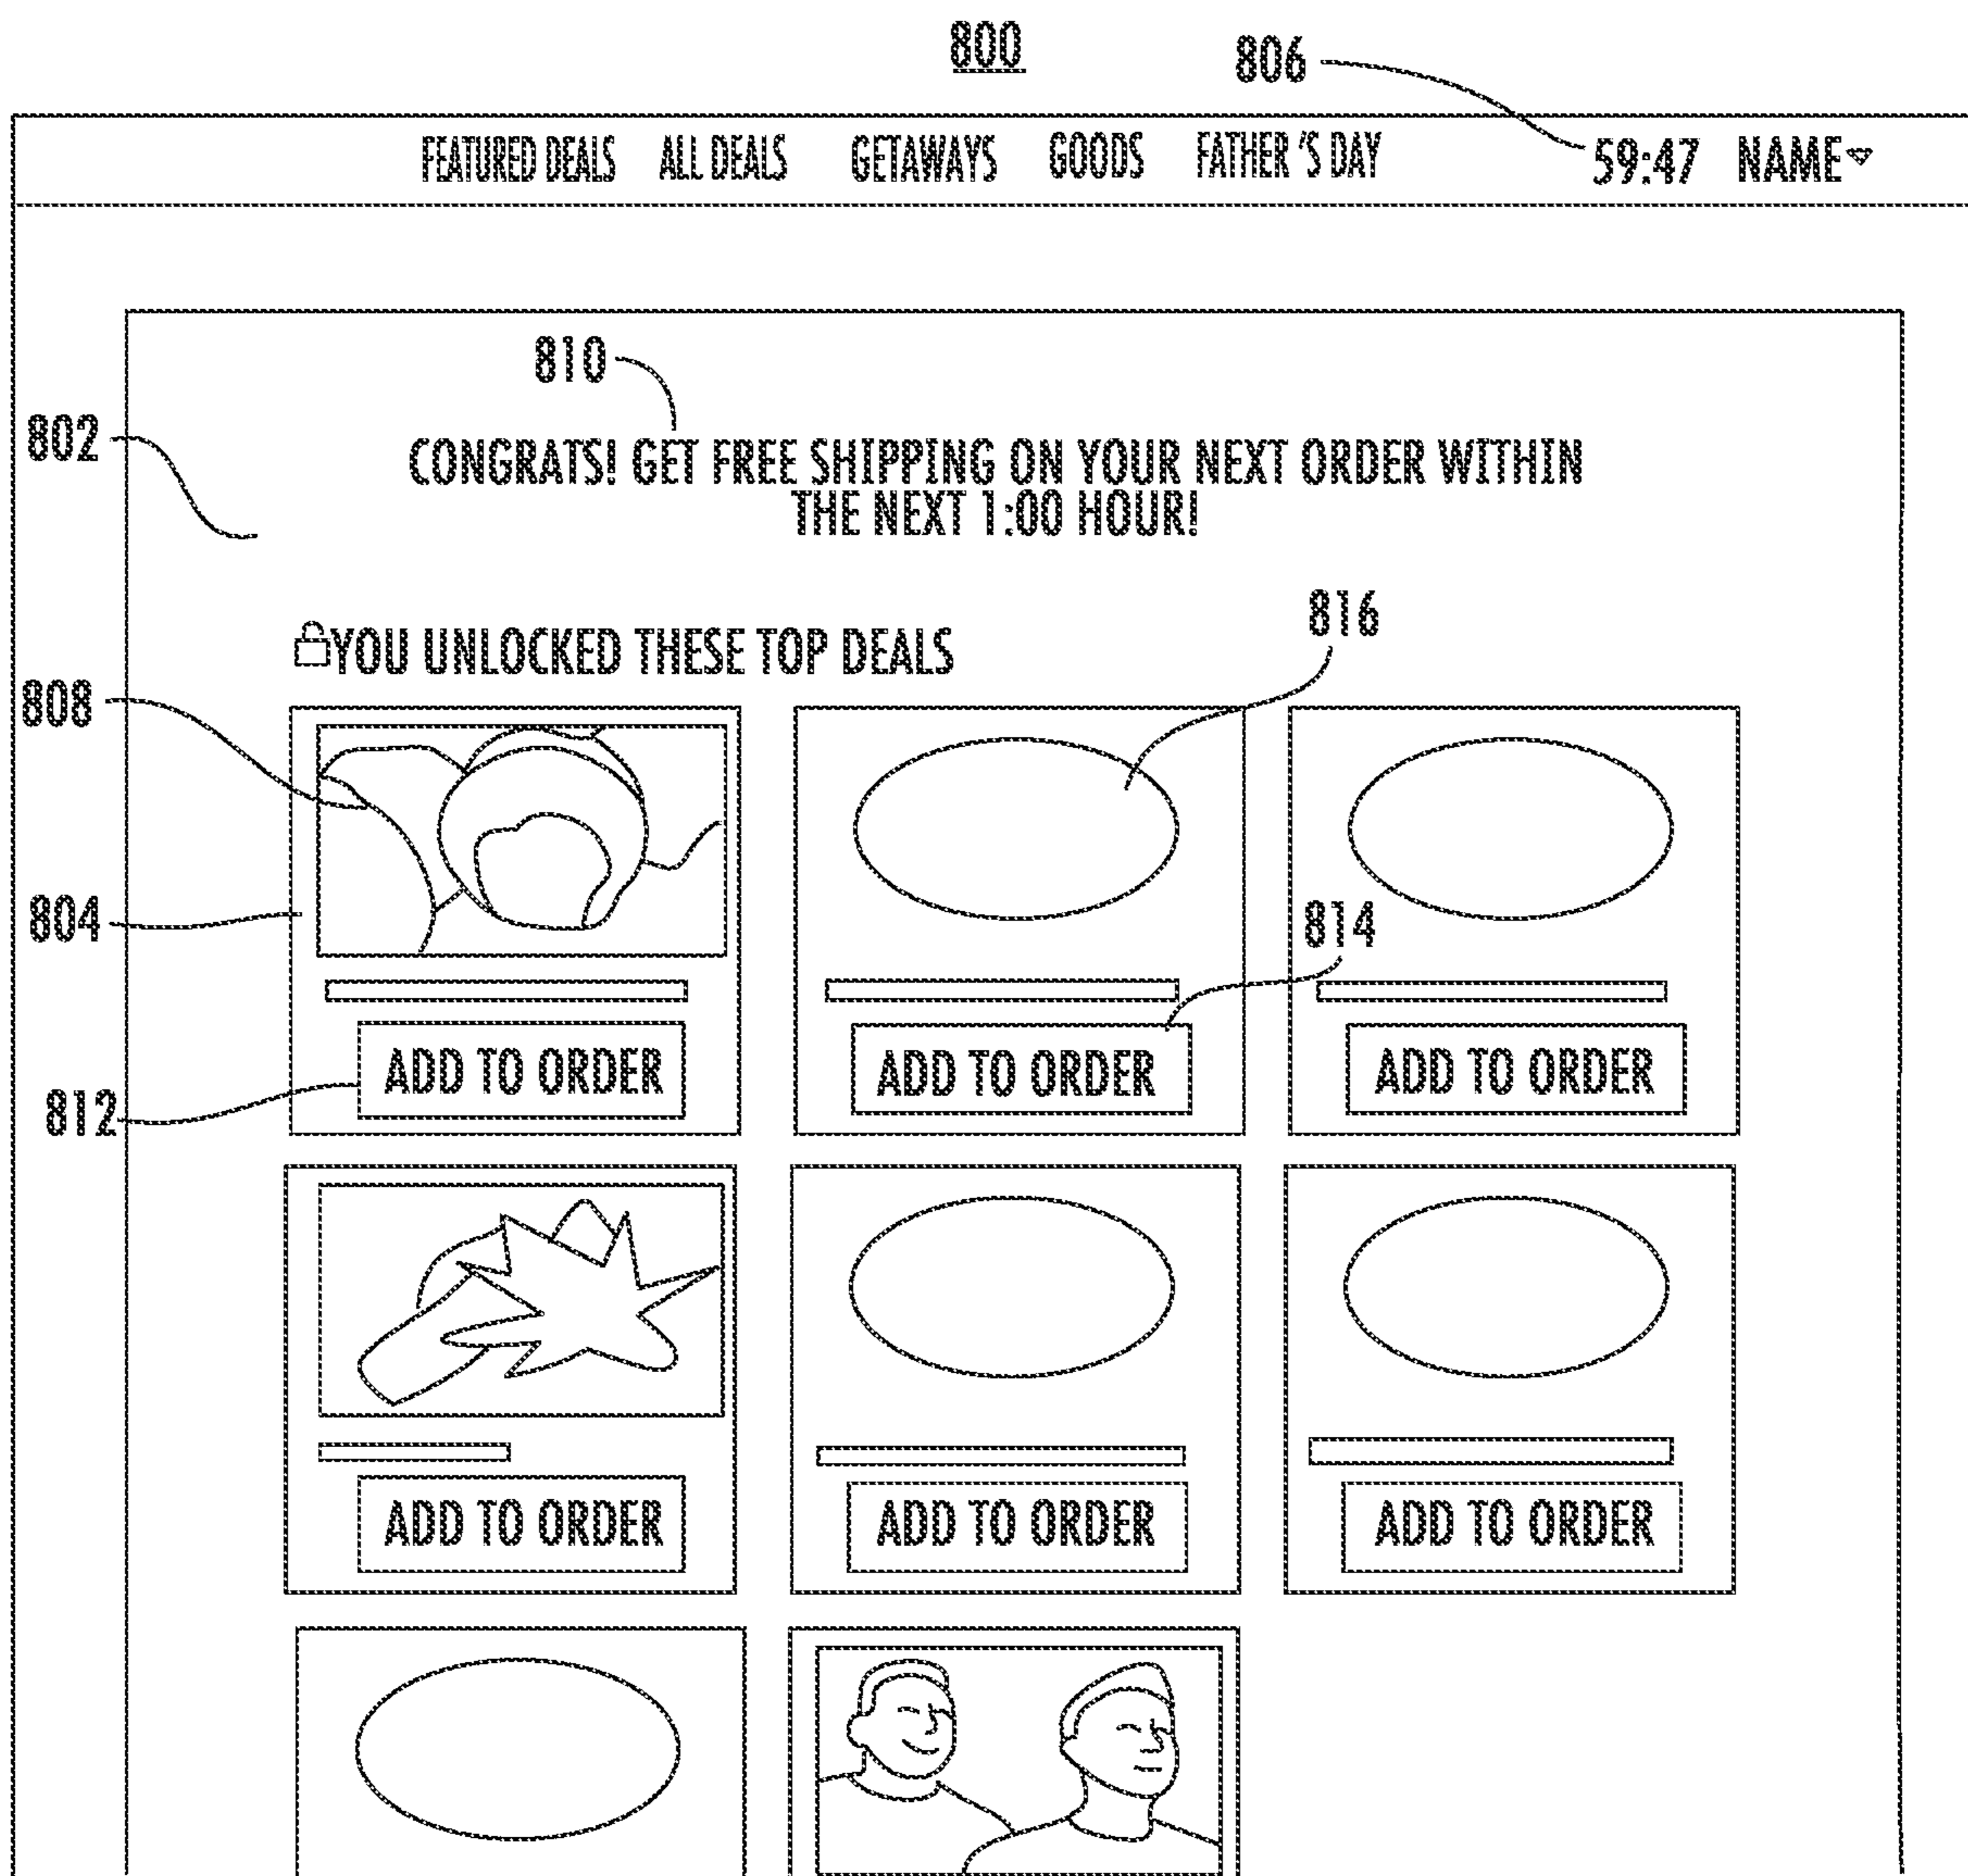 800
806
FEATURED DEALS ALL DEALS GETAWAYS GOODS FATHER 'S DAY 59:47 NAME
810
802
CONGRATS! GET FREE SHIPPING ON YOUR NEXT ORDER WITHIN
THE NEXT 1:00 HOUR!
816
YOU UNLOCKED THESE TOP DEALS
808
804
814
ADD TO ORDER ADD TO ORDER ADD TO ORDER
812
ADD TO ORDER ADD TO ORDER ADD TO ORDER